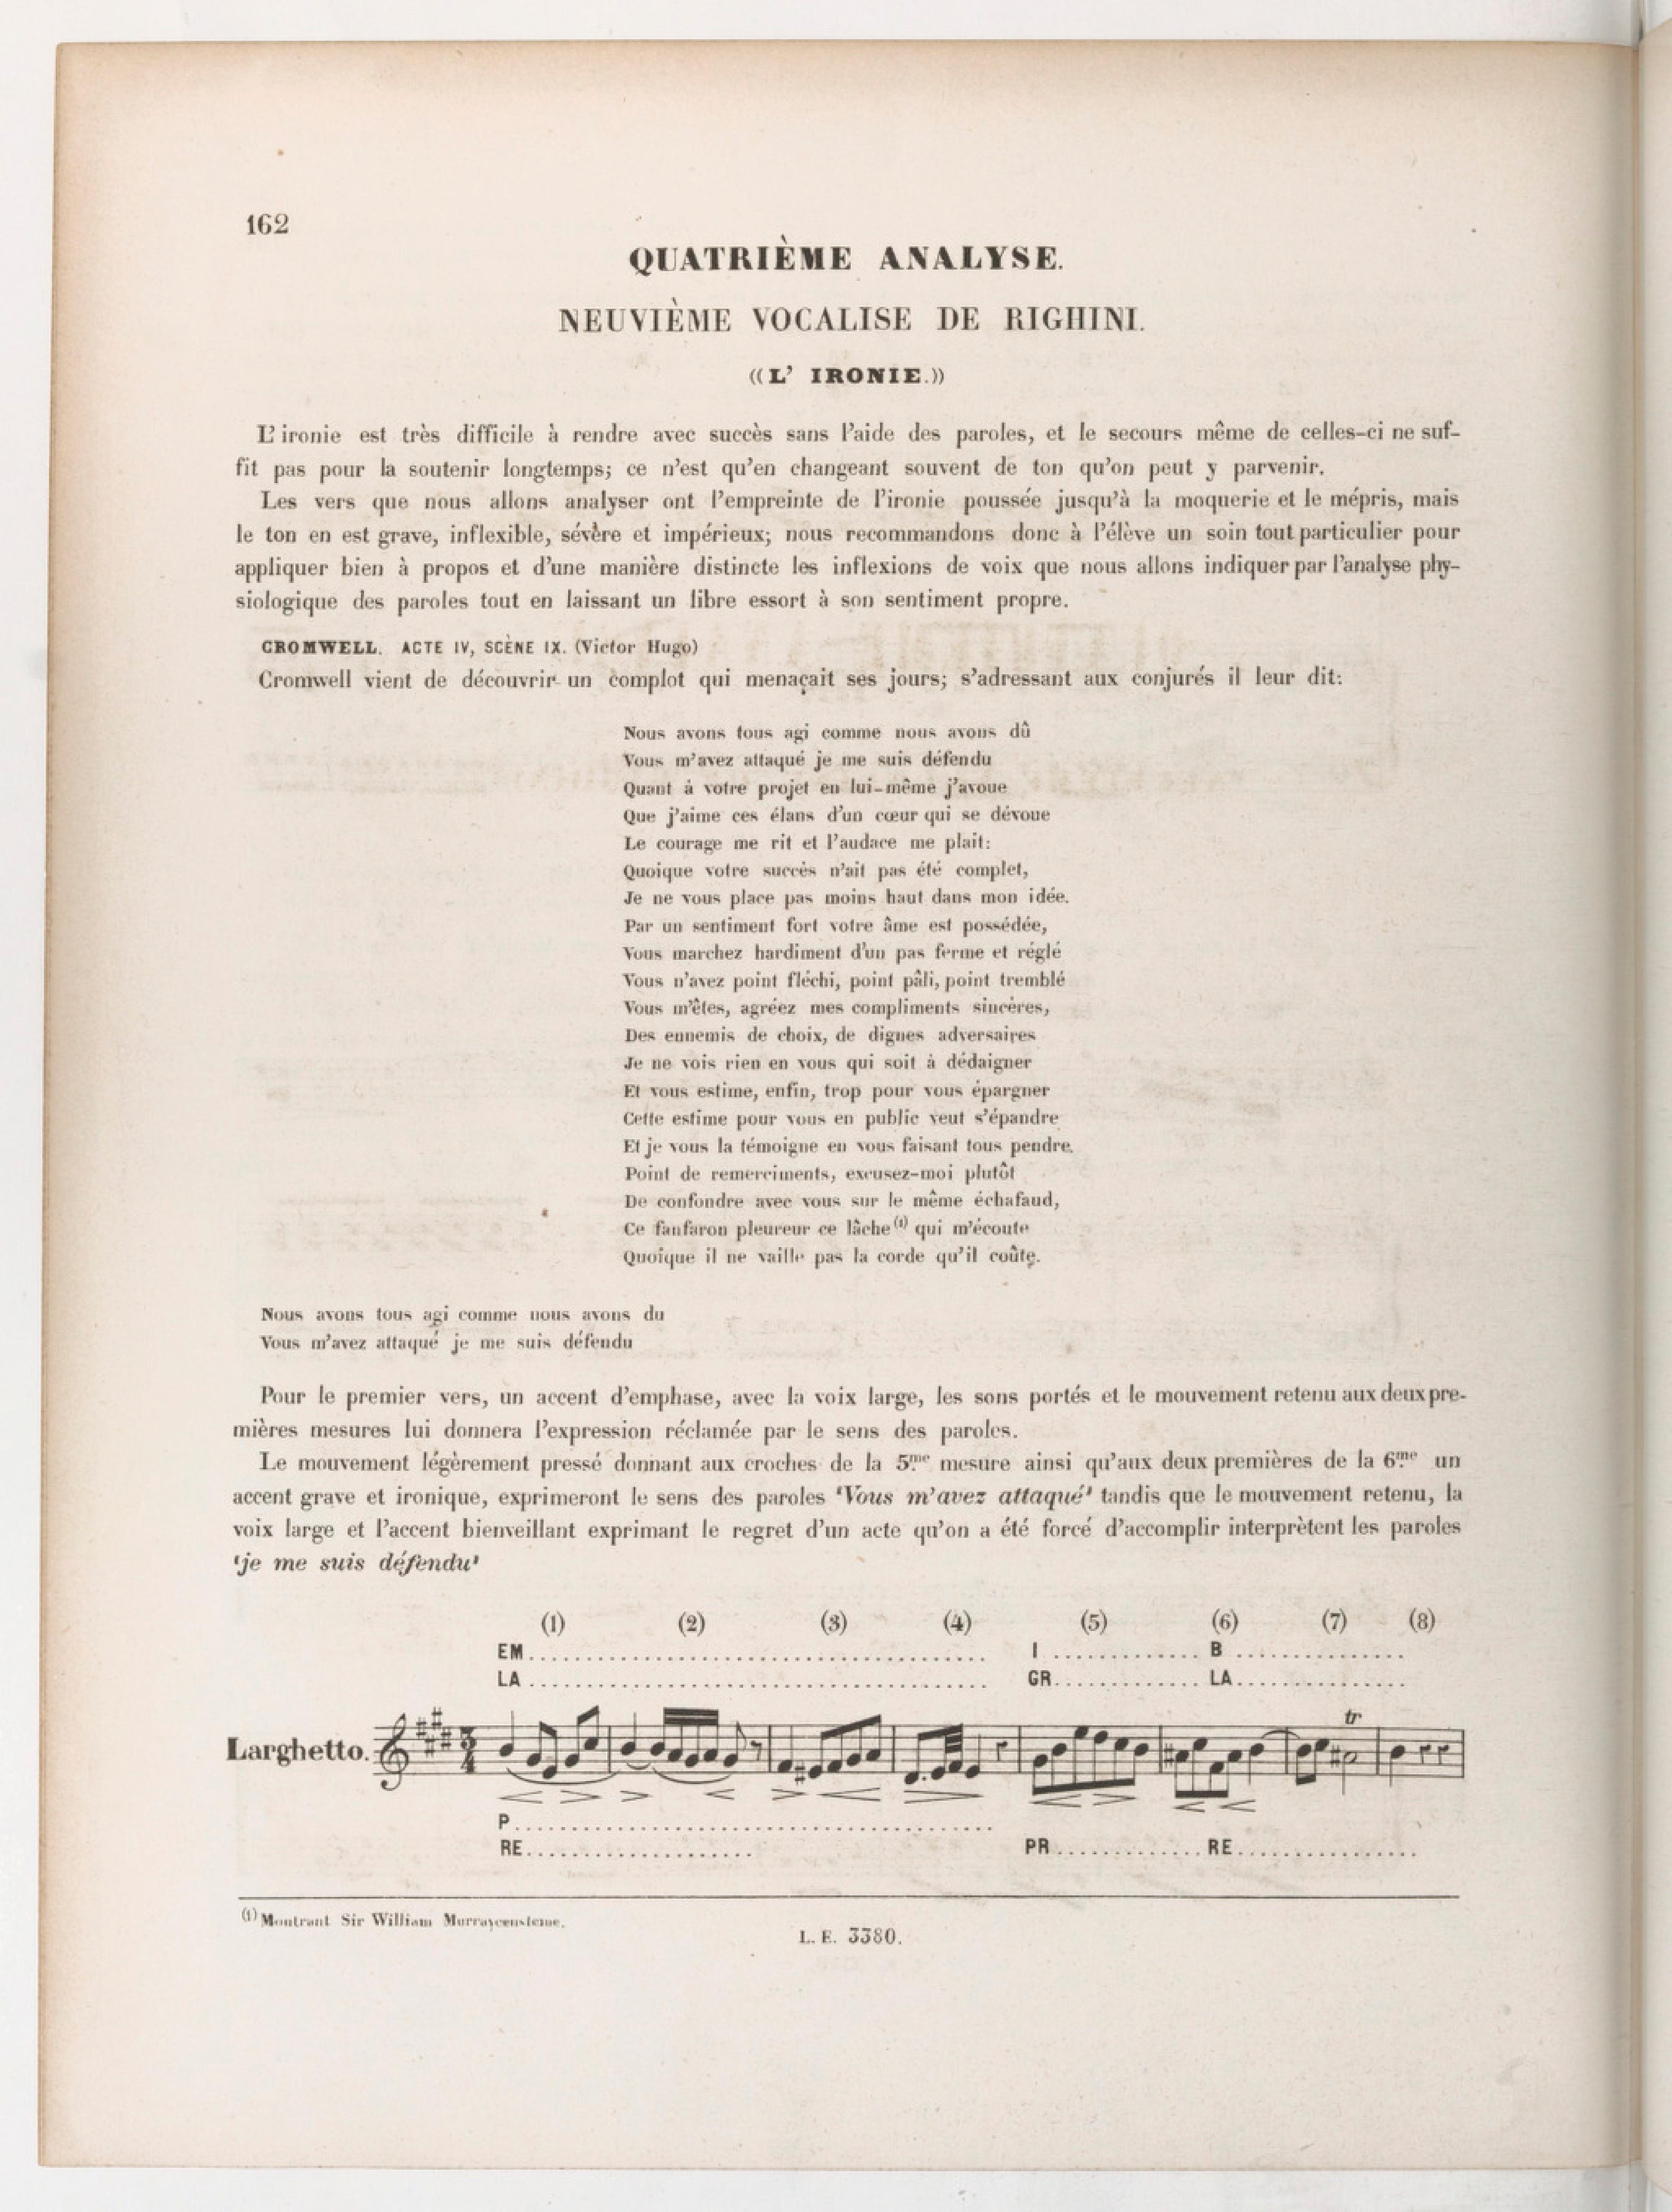 162
QUATRIÈME ANALYSE.
NEUVIÈME VOCALISE DE RIGHINI.
((L' IRONIE.))
L'ironie est très difficile à rendre avec succès sans l'aide des paroles, et le secours même de celles-ci ne suf-
fit pas pour la soutenir longtemps; ce n'est qu'en changeant souvent de ton qu'on peut y parvenir.
Les vers que nous allons analyser ont l'empreinte de l'ironie poussée jusqu'à la moquerie et le mépris, mais
le ton en est grave, inflexible, sévère et impérieux; nous recommandons donc à l'élève un soin tout particulier pour
appliquer bien à propos et d'une manière distincte les inflexions de voix que nous allons indiquer par l'analyse phy-
siologique des paroles tout en laissant un libre essort à son sentiment propre.
CROMWELL. ACTE IV, SCÈNE IX. (Victor Hugo)
Cromwell vient de découvrir un complot qui menaçait ses jours; s'adressant aux conjurés il leur dit:
Nous avons tous agi comme nous avons dû
Vous m'avez attaqué je me suis défendu
Quant à votre projet en lui-même j'avoue
Que j'aime ces élans d'un cœur qui se dévoue
Le courage me rit et l'audace me plait:
Quoique votre succès n'ait pas été complet,
Je ne vous place pas moins haut dans mon idée.
Par un sentiment fort votre âme est possédée,
Vous marchez hardiment d'un pas ferme et réglé
Vous n'avez point fléchi, point pâli, point tremblé
Vous m'êtes, agréez mes compliments sincères,
Des ennemis de choix, de dignes adversaires
Je ne vois rien en vous qui soit à dédaigner
Et vous estime, enfin, trop pour vous épargner
Cette estime pour vous en public veut s'épandre
Et je vous la témoigne en vous faisant tous pendre.
Point de remerciments, excusez-moi plutôt
De confondre avec vous sur le même échafaud,
Ce fanfaron pleureur ce lâche (1) qui m'écoute
Quoique il ne vaille pas la corde qu'il coûte.
Nous avons tous agi comme nous avons du
Vous m'avez attaqué je me suis défendu
Pour le premier vers, un accent d'emphase, avec la voix large, les sons portés et le mouvement retenu aux deux pre-
mières mesures lui donnera l'expression réclamée par le sens des paroles.
Le mouvement légèrement pressé donnant aux croches de la 5me mesure ainsi qu'aux deux premières de la 6me un
accent grave et ironique, exprimeront le sens des paroles 'Vous m'avez attaqué' tandis que le mouvement retenu, la
voix large et l'accent bienveillant exprimant le regret d'un acte qu'on a été forcé d'accomplir interprètent les paroles
'je me suis défendu'
(1) (2) (3) (4) (5) (6) (7) (8)
EM........ I ........ B ........
LA........ GR........ LA........
Larghetto. 3/4 tr
P........
RE........ PR........ RE........
(1) Montrant Sir William
L. E. 3380.